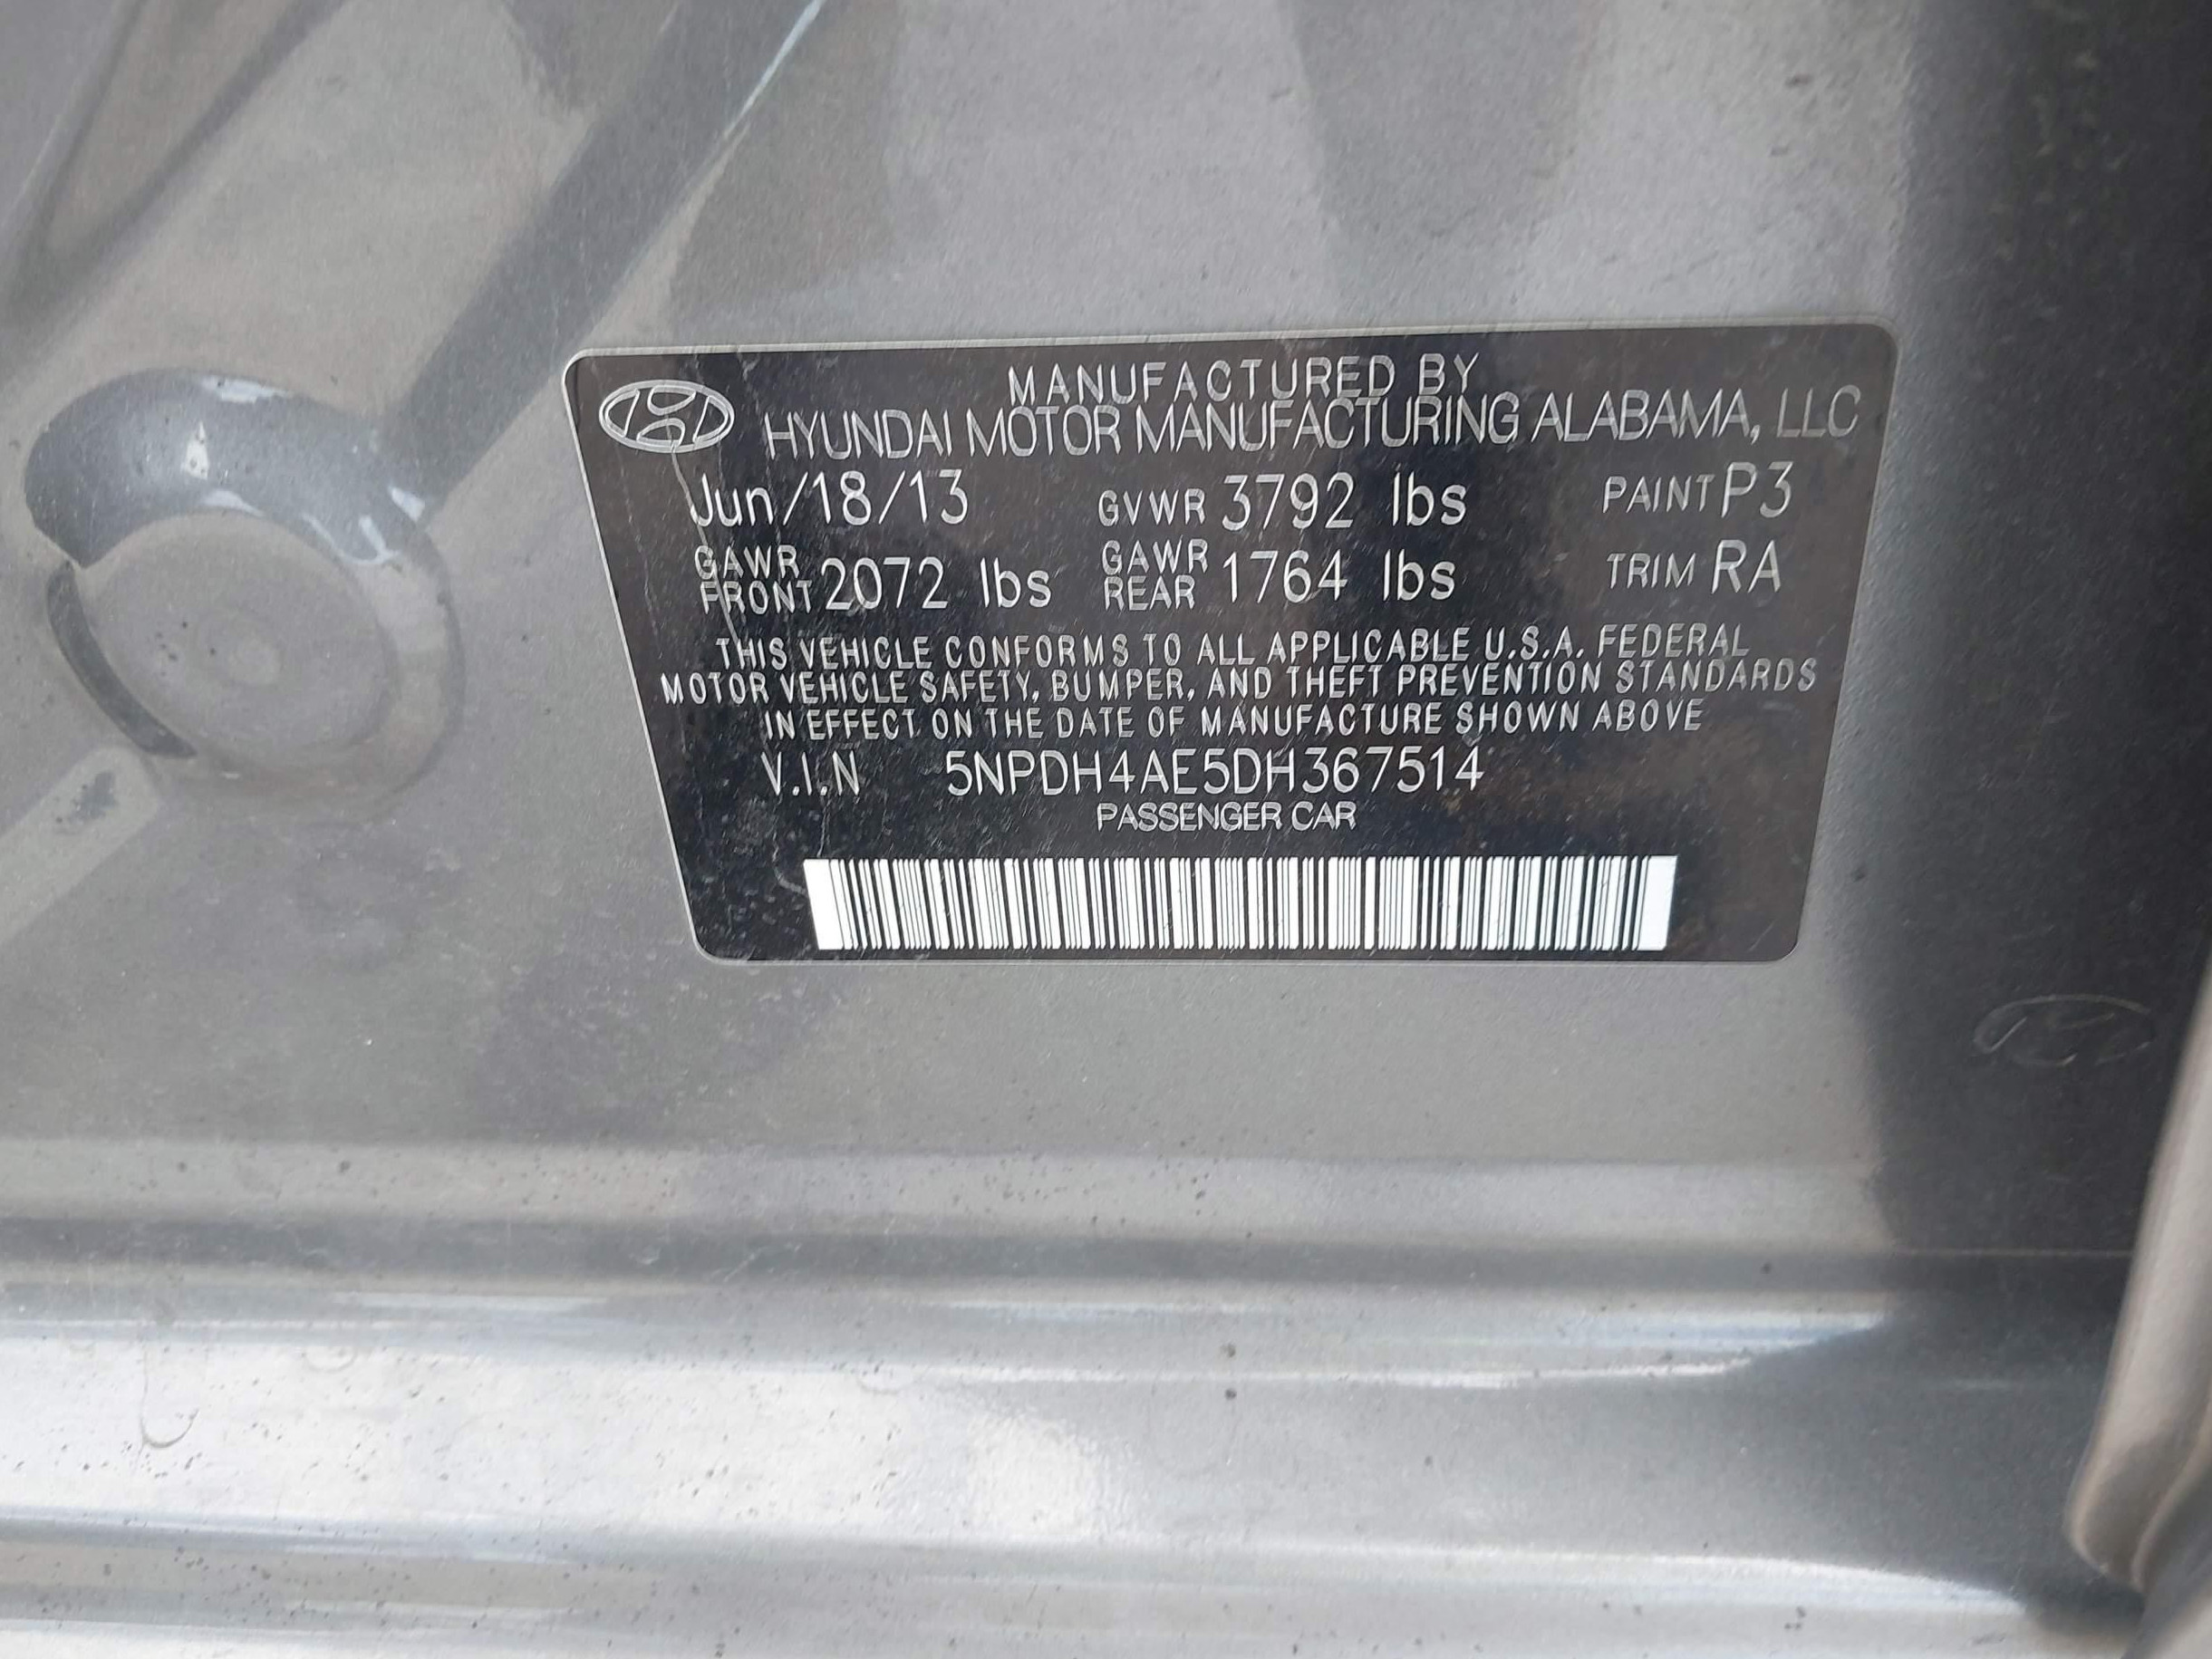 MANUFACTURED BY
HYUNDAI MOTOR MANUFACTURING ALABAMA, LLC
Jun/18/13 GVWR 3792 lbs PAINT P3
GAWR FRONT 2072 lbs GAWR REAR 1764 lbs TRIM RA
THIS VEHICLE CONFORMS TO ALL APPLICABLE U.S.A. FEDERAL
MOTOR VEHICLE SAFETY, BUMPER, AND THEFT PREVENTION STANDARDS
IN EFFECT ON THE DATE OF MANUFACTURE SHOWN ABOVE
V.I.N 5NPDH4AE5DH367514
PASSENGER CAR